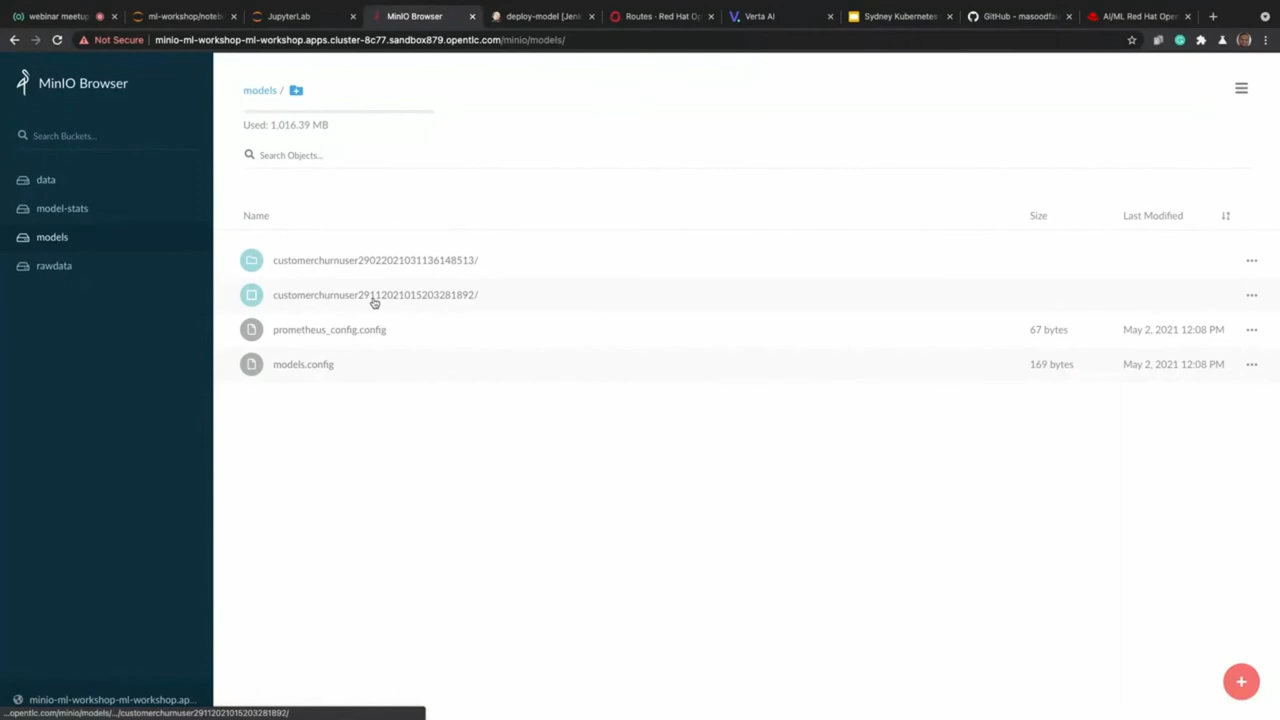 webinar meetup
ml-workshop/noteb
JupyterLab
MinIO Browser
deploy-model [Jenk
Routes · Red Hat Op
Verta AI
Sydney Kubernetes
GitHub - masoodfai
AI/ML Red Hat Open
Not Secure
minio-ml-workshop-ml-workshop.apps.cluster-8c77.sandbox879.opentlc.com/minio/models/
MinIO Browser
Search Buckets...
data
model-stats
models
rawdata
models /
Used: 1,016.39 MB
Search Objects...
Name Size Last Modified
customerchurnuser29022021031136148513/
customerchurnuser29112021015203281892/
prometheus_config.config 67 bytes May 2, 2021 12:08 PM
models.config 169 bytes May 2, 2021 12:08 PM
minio-ml-workshop-ml-workshop.ap...
...opentlc.com/minio/models/.../customerchurnuser29112021015203281892/